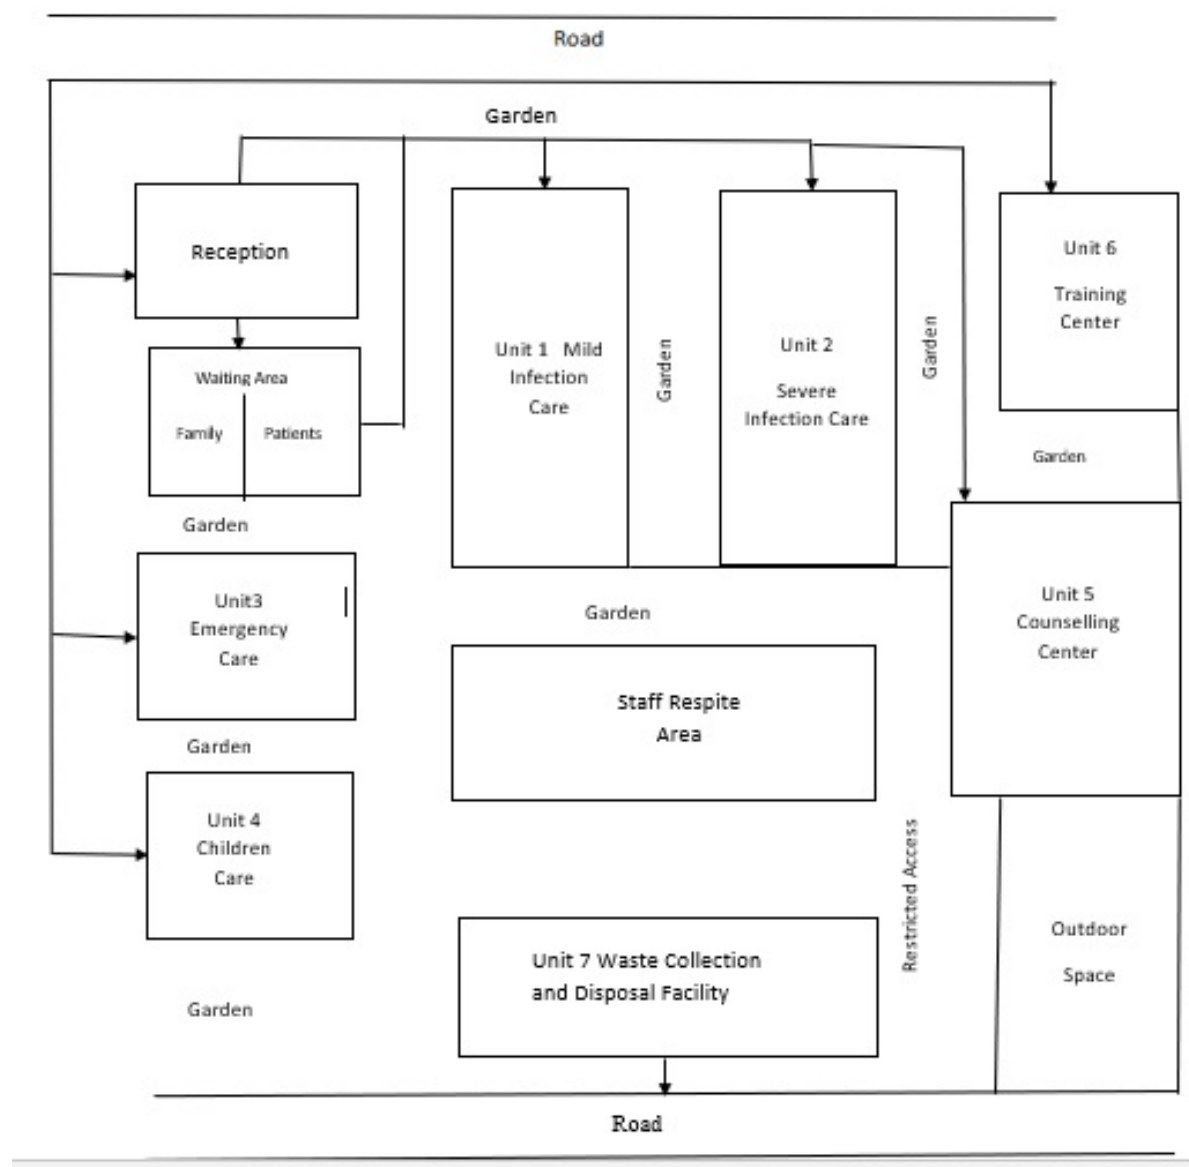 Road
Garden
Reception
Waiting Area
Family
Patients
Garden
Unit3
Emergency
Care
Garden
Unit 4
Children
Care
Garden
Unit 1 Mild
Infection
Care
Garden
Unit 2
Severe
Infection Care
Garden
Unit 6
Training
Center
Garden
Unit 5
Counselling
Center
Garden
Staff Respite
Area
Restricted Access
Unit 7 Waste Collection
and Disposal Facility
Outdoor
Space
Road